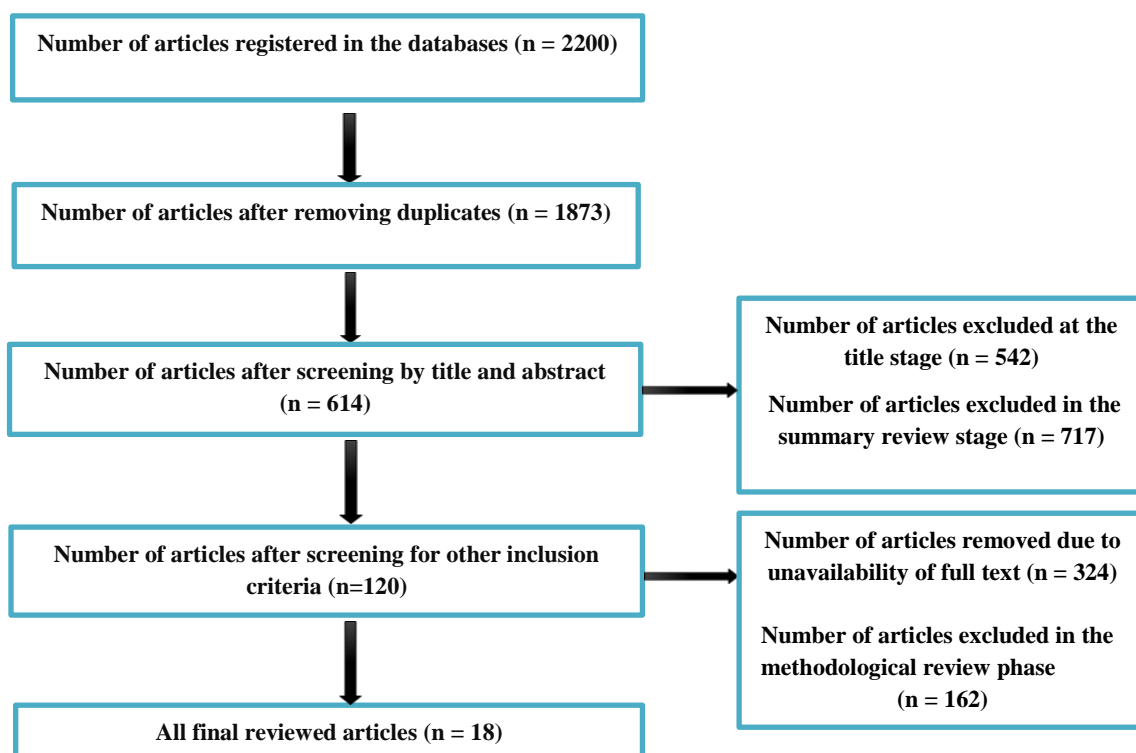 Number of articles registered in the databases (n = 2200)
Number of articles after removing duplicates (n = 1873)
Number of articles after screening by title and abstract
(n = 614)
Number of articles excluded at the
title stage (n = 542)
Number of articles excluded in the
summary review stage (n = 717)
Number of articles after screening for other inclusion
criteria (n=120)
Number of articles removed due to
unavailability of full text (n = 324)
Number of articles excluded in the
methodological review phase
(n = 162)
All final reviewed articles (n = 18)